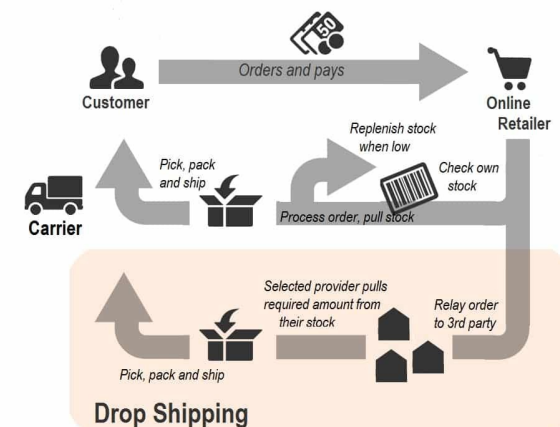 50
Orders and pays
Customer
Online
Retailer
Replenish stock
when low
Pick, pack
and ship
Check own
stock
Carrier
Process order, pull stock
Selected provider pulls
required amount from
their stock
Relay order
to 3rd party
Pick, pack and ship
Drop Shipping